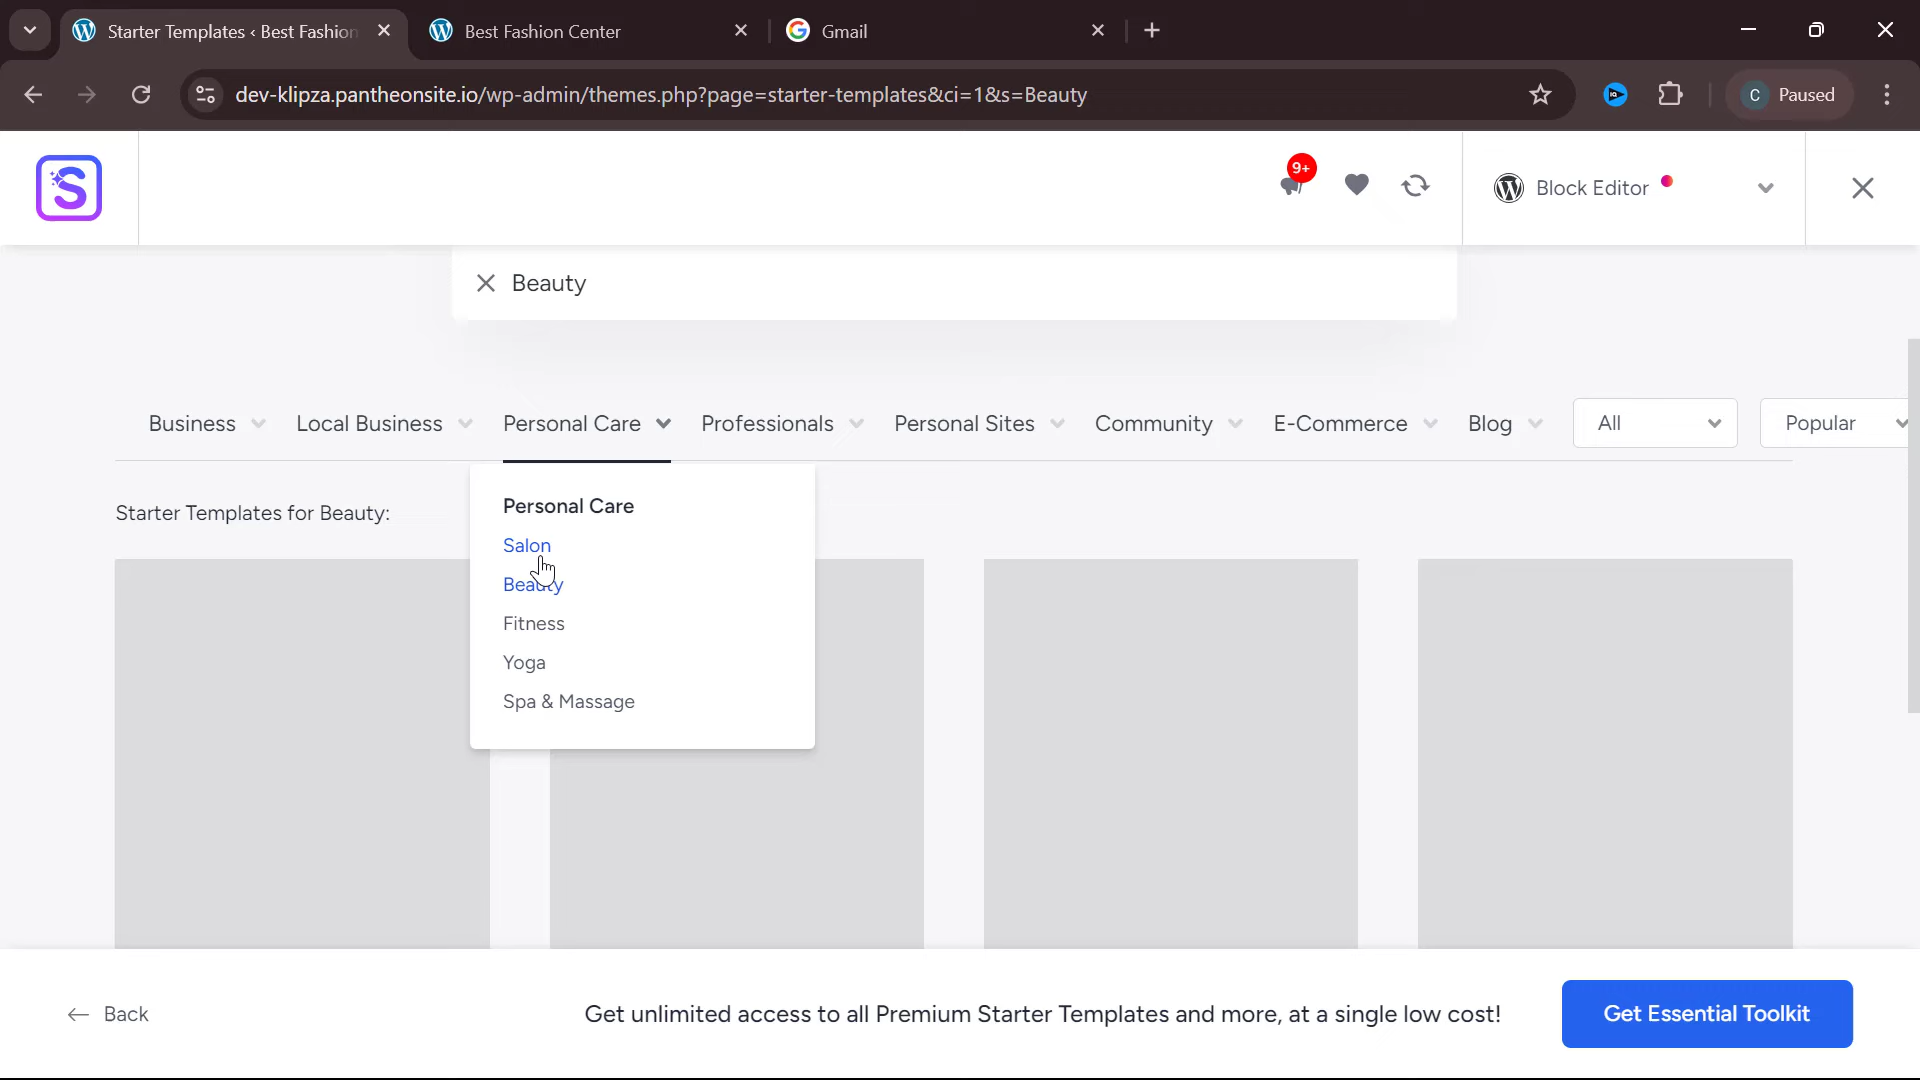 Starter Templates ‹ Best Fashion
Best Fashion Center
Gmail
dev-klipza.pantheonsite.io/wp-admin/themes.php?page=starter-templates&ci=1&s=Beauty
C
Paused
9+
Block Editor
Beauty
Business
Local Business
Personal Care
Professionals
Personal Sites
Community
E-Commerce
Blog
All
Popular
Starter Templates for Beauty:
Personal Care
Salon
Beauty
Fitness
Yoga
Spa & Massage
Back
Get unlimited access to all Premium Starter Templates and more, at a single low cost!
Get Essential Toolkit